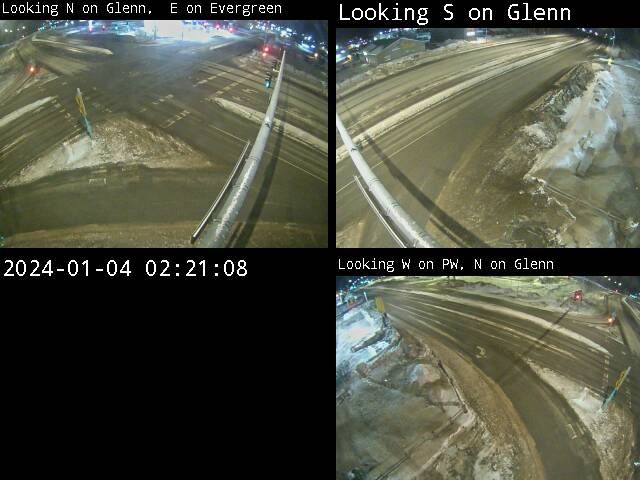 Looking N on Glenn,  E on Evergreen
Looking S on Glenn
2024-01-04 02:21:08
Looking W on PW, N on Glenn